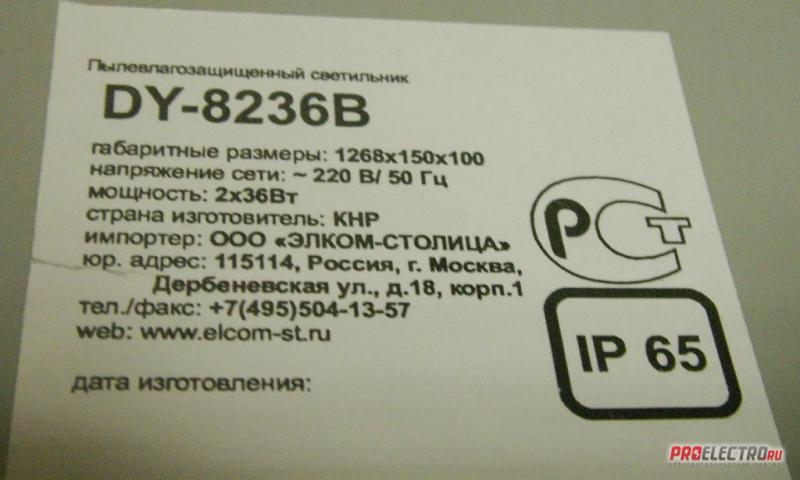 Пылевлагозащищенный светильник
DY-8236B
габаритные размеры: 1268х150х100
напряжение сети: ~ 220 В/ 50 Гц
мощность: 2х36Вт
страна изготовитель: КНР
импортер: ООО «ЭЛКОМ-СТОЛИЦА»
юр. адрес: 115114, Россия, г. Москва,
Дербеневская ул., д.18, корп.1
тел./факс: +7(495)504-13-57
web: www.elcom-st.ru
дата изготовления:
РСТ
IP 65
PROELECTRO.RU